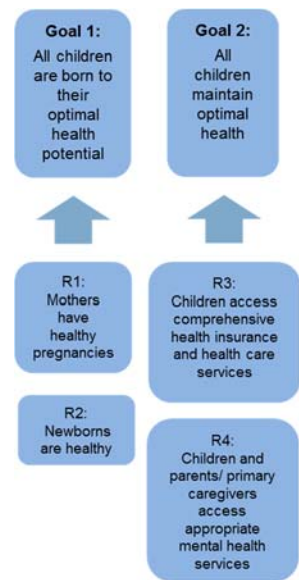 Goal 1:
All children
are born to
their
optimal
health
potential
Goal 2:
All
children
maintain
optimal
health
R1:
Mothers
have
healthy
pregnancies
R2:
Newborns
are healthy
R3:
Children access
comprehensive
health insurance
and health care
services
R4:
Children and
parents/ primary
caregivers
access
appropriate
mental health
services